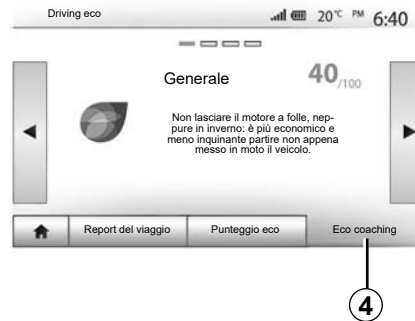 Driving eco 20°C PM 6:40
Generale 40/100
Non lasciare il motore a folle, nep-
pure in inverno: è più economico e
meno inquinante partire non appena
messo in moto il veicolo.
Report del viaggio Punteggio eco Eco coaching
4